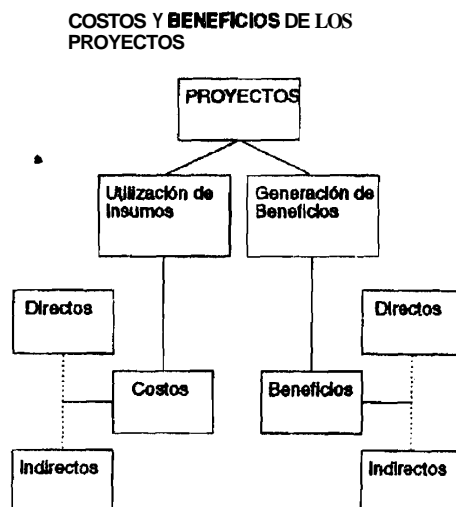 COSTOS Y BENEFICIOS DE LOS
PROYECTOS
PROYECTOS
Utilización de
Insumos
Generación de
Beneficios
Directos
Directos
Costos
Beneficios
Indirectos
Indirectos